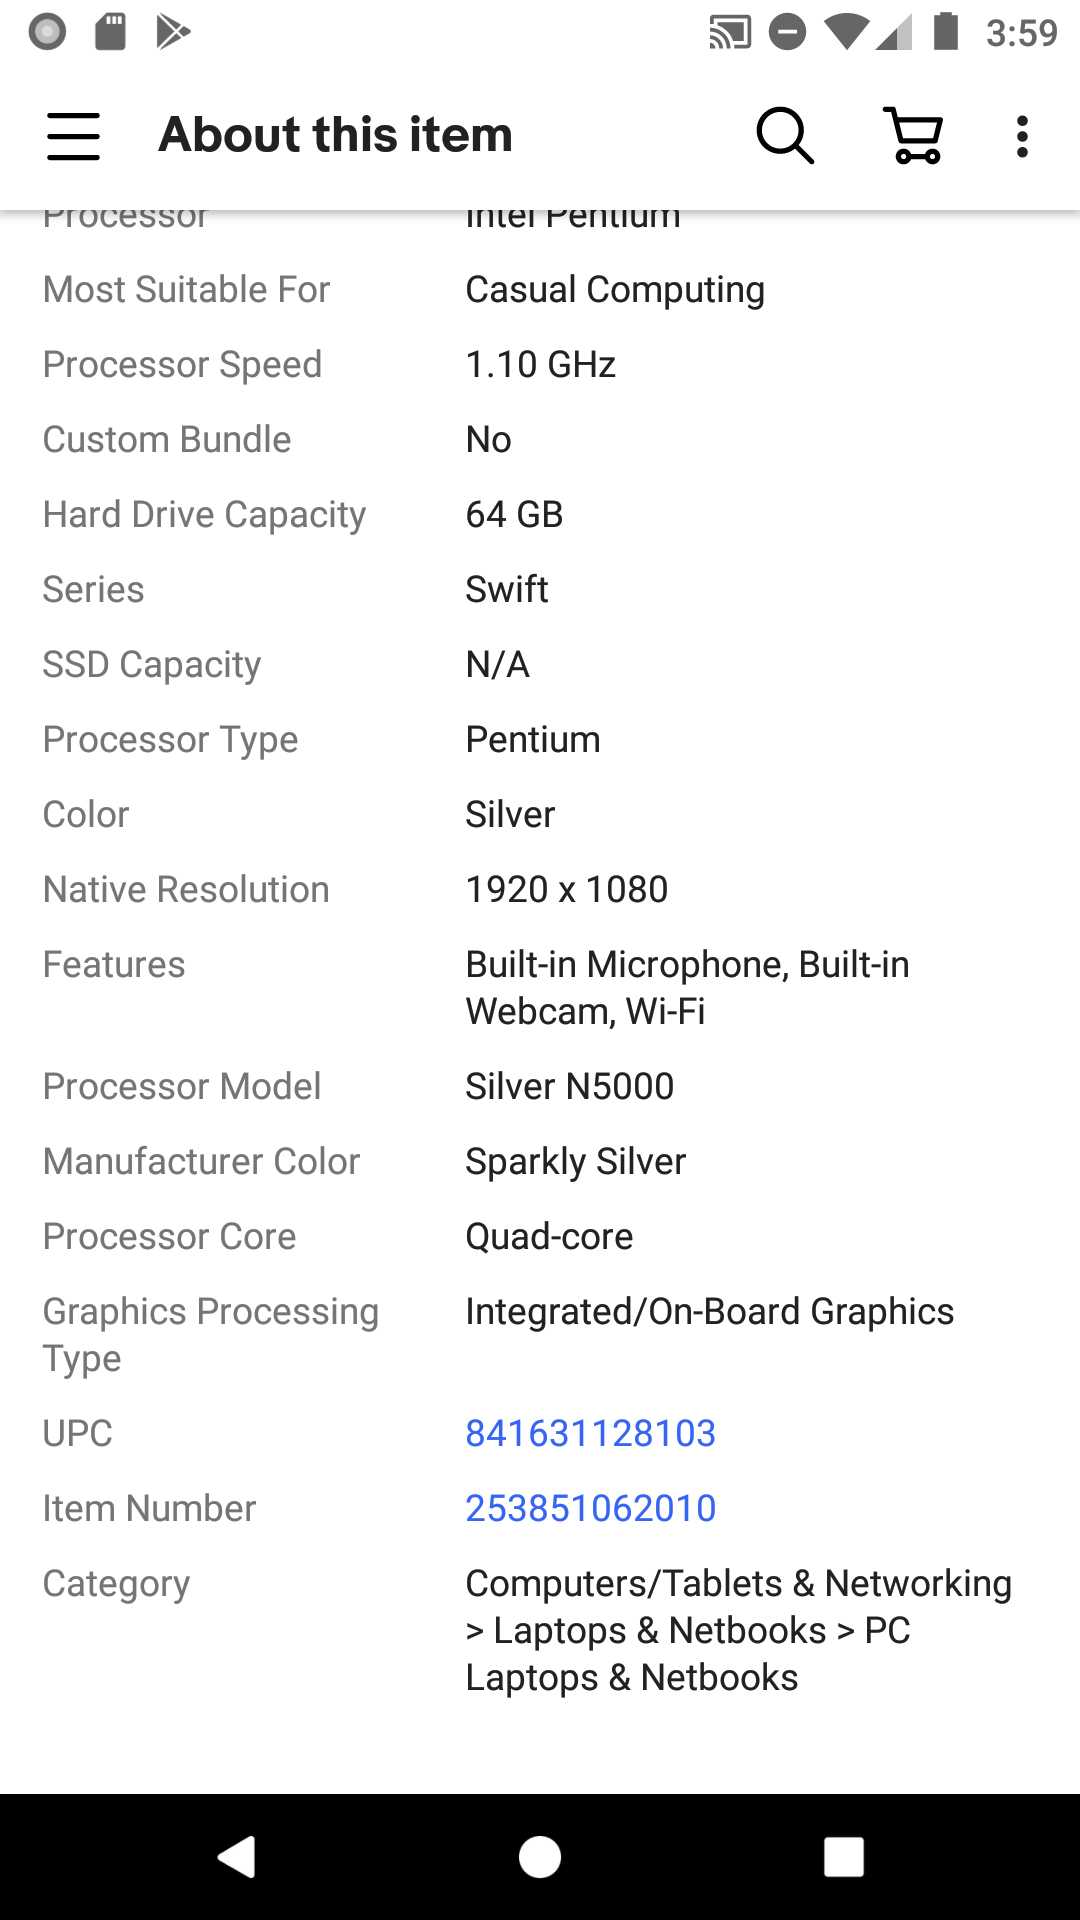 3:59
About this item
Processor Intel Pentium
Most Suitable For Casual Computing
Processor Speed 1.10 GHz
Custom Bundle No
Hard Drive Capacity 64 GB
Series Swift
SSD Capacity N/A
Processor Type Pentium
Color Silver
Native Resolution 1920 x 1080
Features Built-in Microphone, Built-in
Webcam, Wi-Fi
Processor Model Silver N5000
Manufacturer Color Sparkly Silver
Processor Core Quad-core
Graphics Processing Integrated/On-Board Graphics
Type
UPC 841631128103
Item Number 253851062010
Category Computers/Tablets & Networking
> Laptops & Netbooks > PC
Laptops & Netbooks